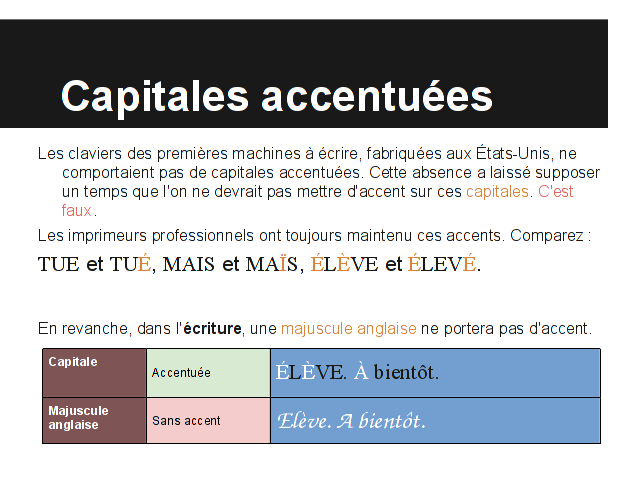 Capitales accentuées
Les claviers des premières machines à écrire, fabriquées aux États-Unis, ne
comportaient pas de capitales accentuées. Cette absence a laissé supposer
un temps que l'on ne devrait pas mettre d'accent sur ces capitales. C'est
faux.
Les imprimeurs professionnels ont toujours maintenu ces accents. Comparez :
TUE et TUÉ, MAIS et MAÏS, ÉLÈVE et ÉLEVÉ.
En revanche, dans l'écriture, une majuscule anglaise ne portera pas d'accent.
Capitale Accentuée ÉLÈVE. À bientôt.
Majuscule
anglaise Sans accent Elève. A bientôt.